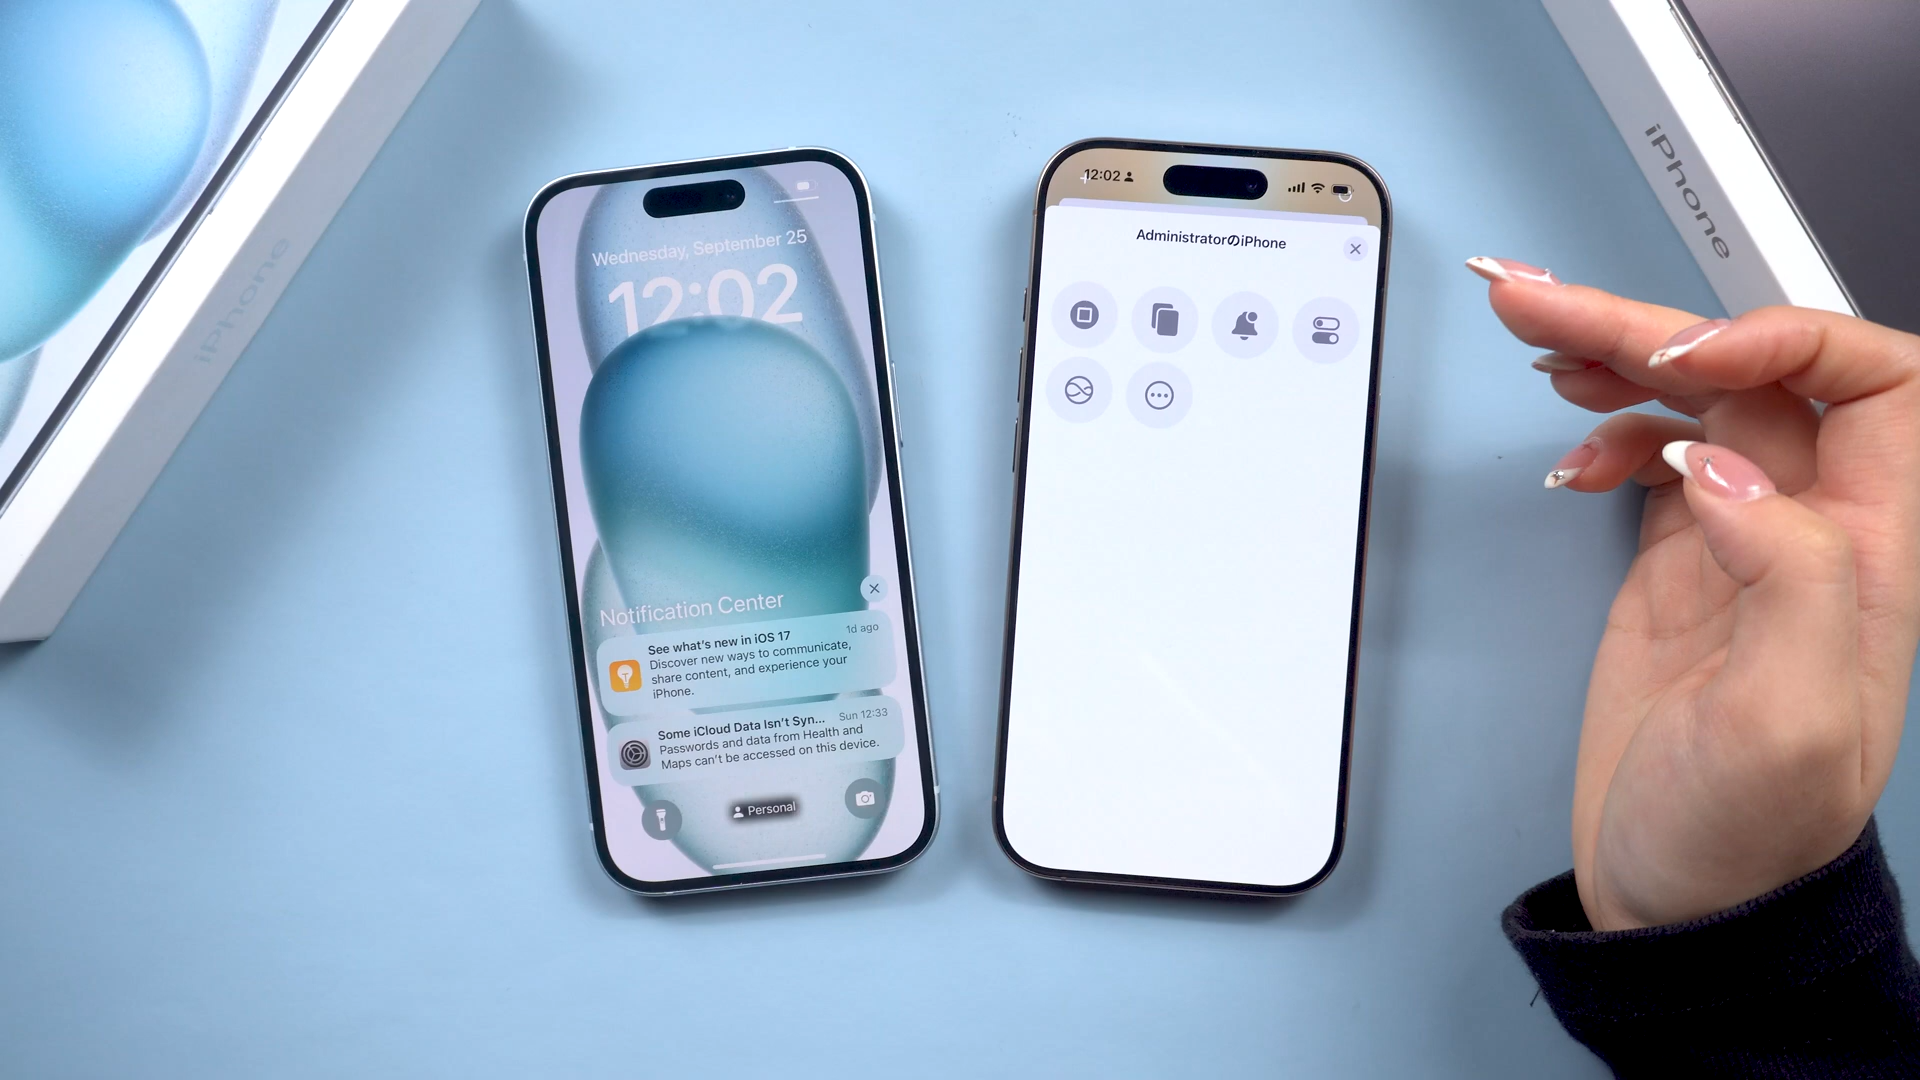 iPhone
iPhone
Wednesday, September 25
12:02
Notification Center
See what's new in iOS 17
1d ago
Discover new ways to communicate,
share content, and experience your
iPhone.
Some iCloud Data Isn't Syn...
Sun 12:33
Passwords and data from Health and
Maps can't be accessed on this device.
Personal
12:02
AdministratorのiPhone